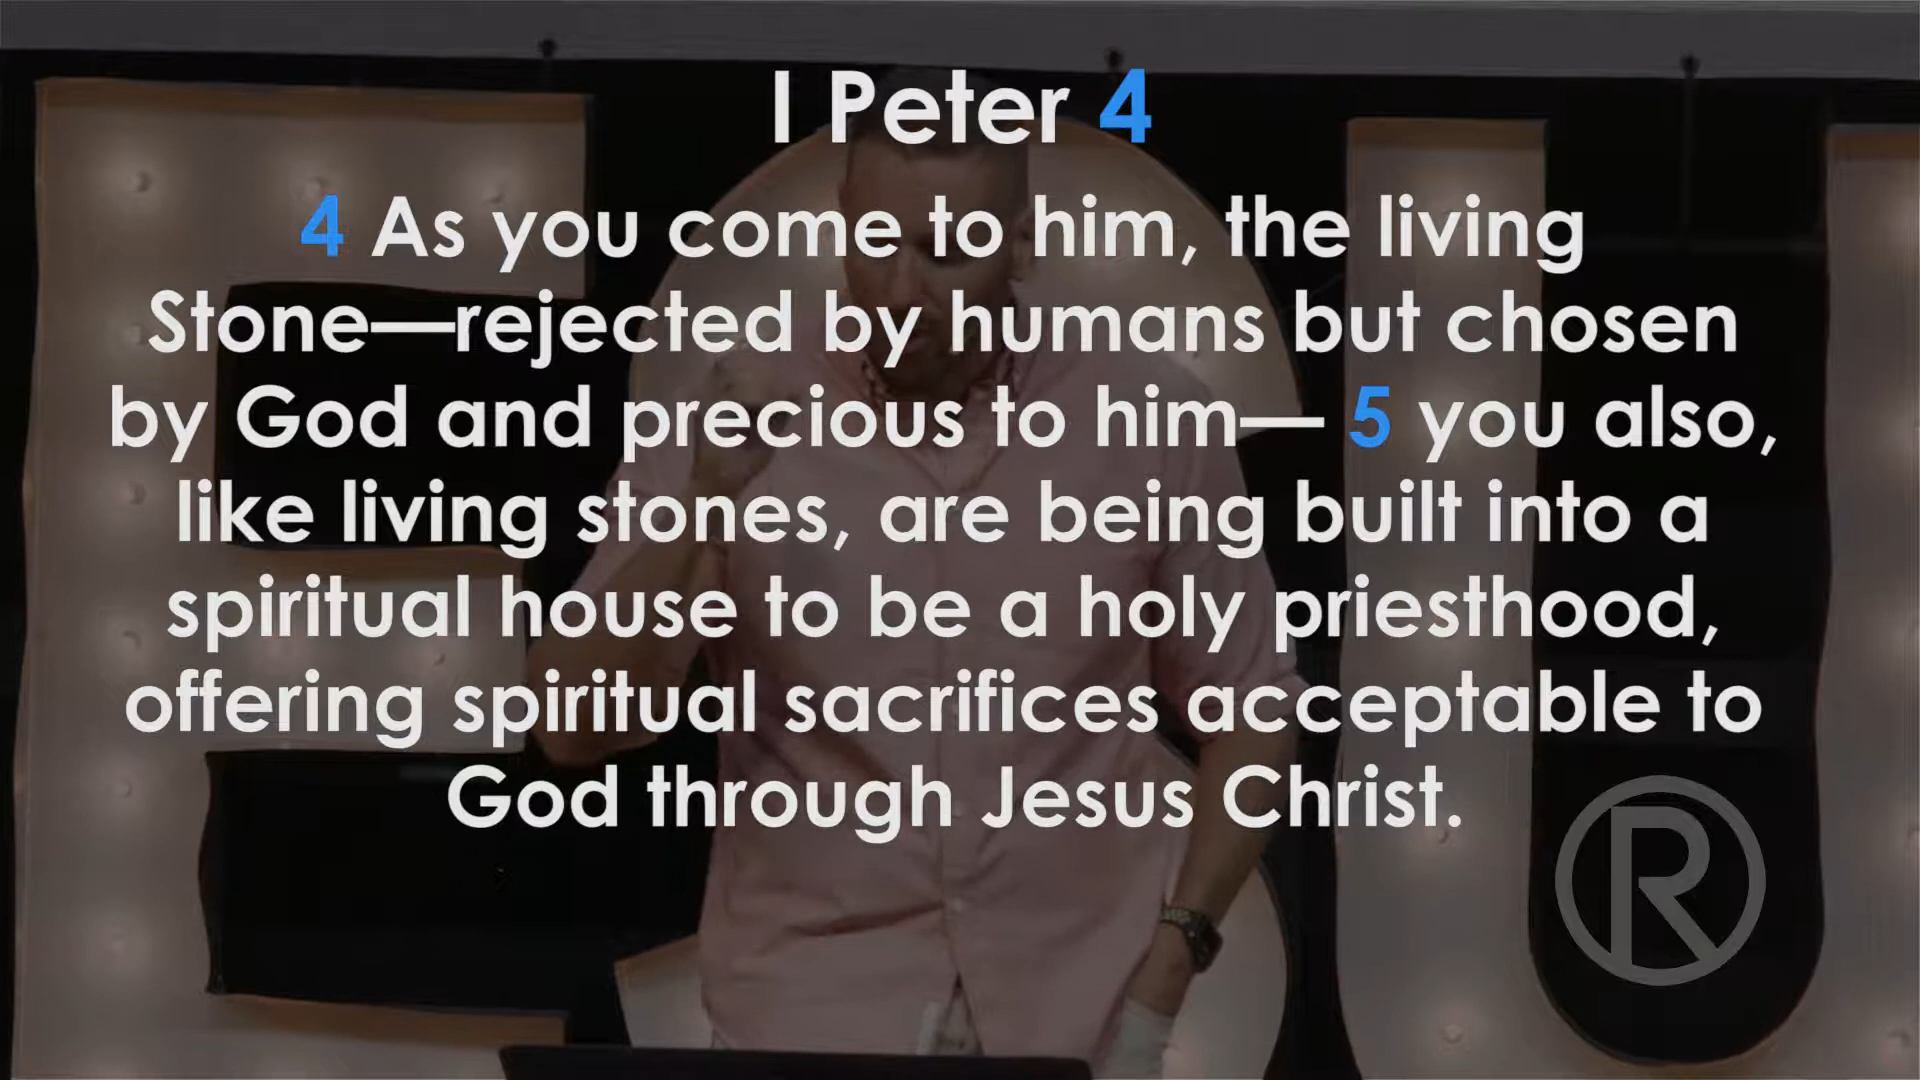 I Peter 4
4 As you come to him, the living
Stone—rejected by humans but chosen
by God and precious to him— 5 you also,
like living stones, are being built into a
spiritual house to be a holy priesthood,
offering spiritual sacrifices acceptable to
God through Jesus Christ.
R